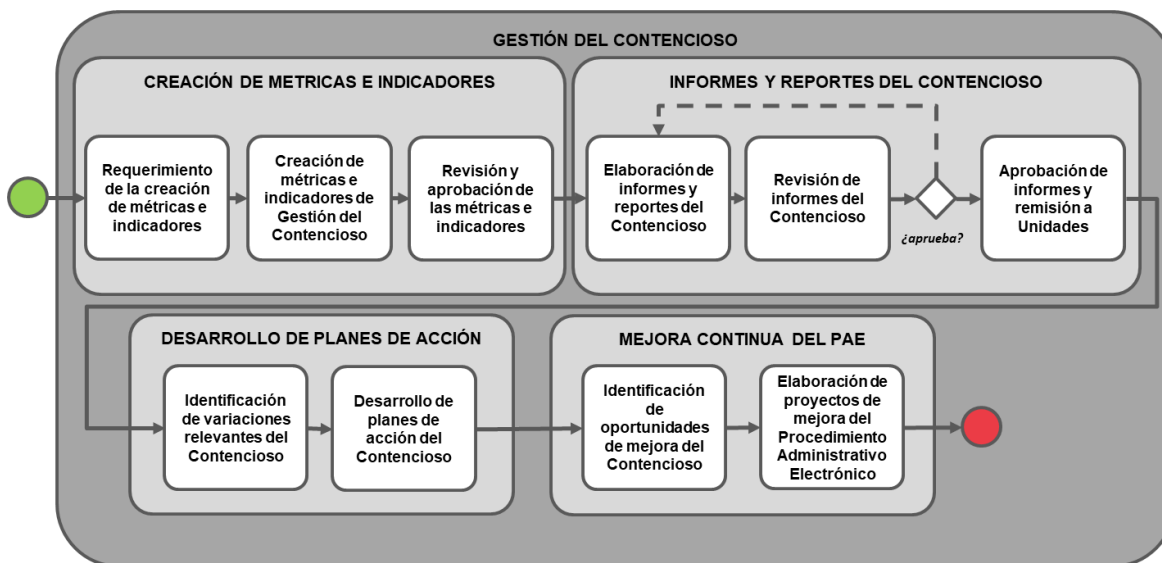 GESTIÓN DEL CONTENCIOSO
CREACIÓN DE METRICAS E INDICADORES
Requerimiento
de la creación
de métricas e
indicadores
Creación de
métricas e
indicadores de
Gestión del
Contencioso
Revisión y
aprobación de
las métricas e
indicadores
INFORMES Y REPORTES DEL CONTENCIOSO
Elaboración de
informes y
reportes del
Contencioso
Revisión de
informes del
Contencioso
¿aprueba?
Aprobación de
informes y
remisión a
Unidades
DESARROLLO DE PLANES DE ACCIÓN
Identificación
de variaciones
relevantes del
Contencioso
Desarrollo de
planes de
acción del
Contencioso
MEJORA CONTINUA DEL PAE
Identificación
de
oportunidades
de mejora del
Contencioso
Elaboración de
proyectos de
mejora del
Procedimiento
Administrativo
Electrónico